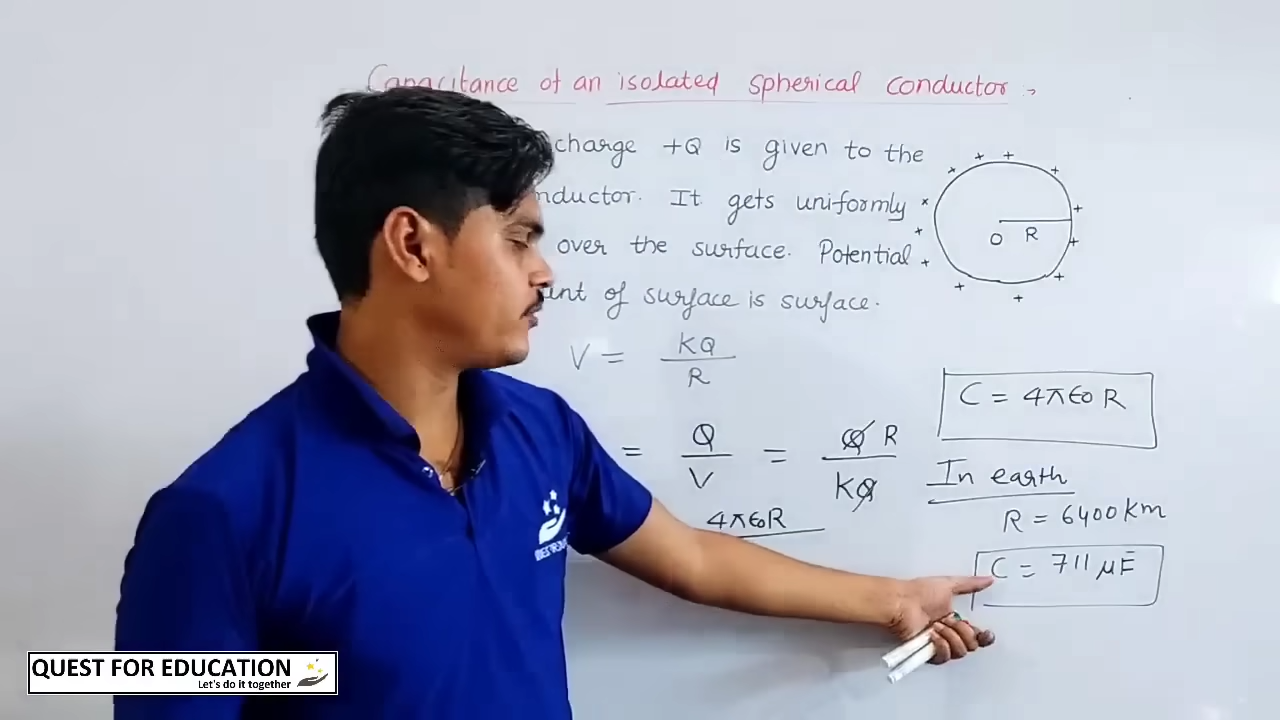 Capacitance of an isolated spherical conductor :-
charge +Q is given to the
nductor. It gets uniformly
over the surface. Potential
of surface is surface.
V = KQ / R
= Q / V = Q R / KQ
4πϵ0R
O R
C = 4πϵ0 R
In earth
R = 6400 km
C = 711 μF
QUEST FOR EDUCATION
Let's do it together